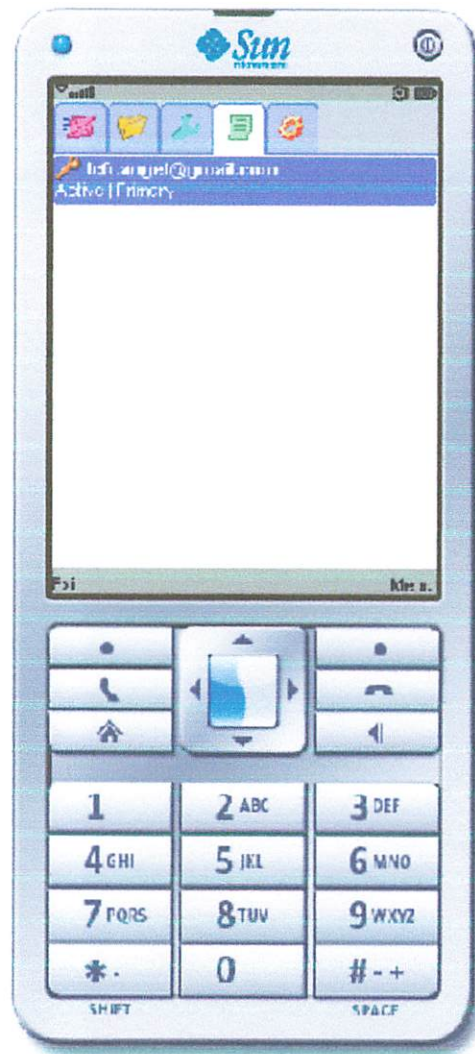 Sun
microsystems
Active | Primary
1
2 ABC
3 DEF
4 GHI
5 JKL
6 MNO
7 PQRS
8 TUV
9 WXYZ
* .
0
# - +
SHIFT
SPACE